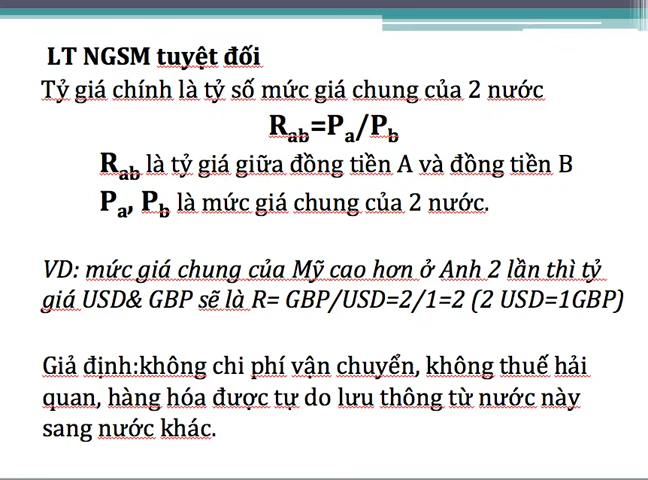 LT NGSM tuyệt đối
Tỷ giá chính là tỷ số mức giá chung của 2 nước
Rab=Pa/Pb
Rab là tỷ giá giữa đồng tiền A và đồng tiền B
Pa, Pb là mức giá chung của 2 nước.
VD: mức giá chung của Mỹ cao hơn ở Anh 2 lần thì tỷ
giá USD& GBP sẽ là R= GBP/USD=2/1=2 (2 USD=1GBP)
Giả định:không chi phí vận chuyển, không thuế hải
quan, hàng hóa được tự do lưu thông từ nước này
sang nước khác.